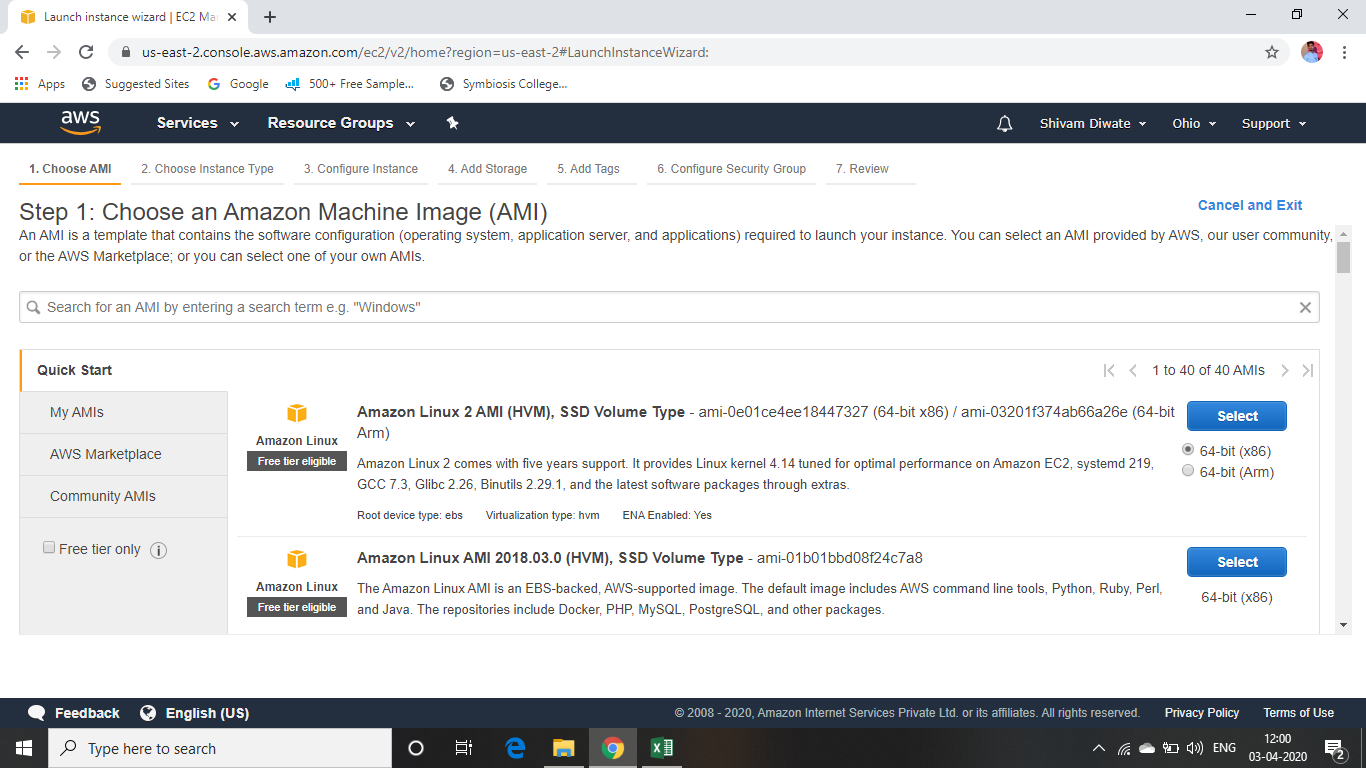 Launch instance wizard | EC2 Ma
us-east-2.console.aws.amazon.com/ec2/v2/home?region=us-east-2#LaunchInstanceWizard:
Apps Suggested Sites Google 500+ Free Sample... Symbiosis College...
aws Services Resource Groups Shivam Diwate Ohio Support
1. Choose AMI 2. Choose Instance Type 3. Configure Instance 4. Add Storage 5. Add Tags 6. Configure Security Group 7. Review
Step 1: Choose an Amazon Machine Image (AMI)
Cancel and Exit
An AMI is a template that contains the software configuration (operating system, application server, and applications) required to launch your instance. You can select an AMI provided by AWS, our user community,
or the AWS Marketplace; or you can select one of your own AMIs.
Search for an AMI by entering a search term e.g. "Windows"
Quick Start
1 to 40 of 40 AMIs
My AMIs
AWS Marketplace
Community AMIs
Free tier only
Amazon Linux
Free tier eligible
Amazon Linux 2 AMI (HVM), SSD Volume Type - ami-0e01ce4ee18447327 (64-bit x86) / ami-03201f374ab66a26e (64-bit
Arm)
Amazon Linux 2 comes with five years support. It provides Linux kernel 4.14 tuned for optimal performance on Amazon EC2, systemd 219,
GCC 7.3, Glibc 2.26, Binutils 2.29.1, and the latest software packages through extras.
Root device type: ebs Virtualization type: hvm ENA Enabled: Yes
Select
64-bit (x86)
64-bit (Arm)
Amazon Linux
Free tier eligible
Amazon Linux AMI 2018.03.0 (HVM), SSD Volume Type - ami-01b01bbd08f24c7a8
The Amazon Linux AMI is an EBS-backed, AWS-supported image. The default image includes AWS command line tools, Python, Ruby, Perl,
and Java. The repositories include Docker, PHP, MySQL, PostgreSQL, and other packages.
Select
64-bit (x86)
Feedback English (US) © 2008 - 2020, Amazon Internet Services Private Ltd. or its affiliates. All rights reserved. Privacy Policy Terms of Use
Type here to search
ENG
12:00
03-04-2020
2